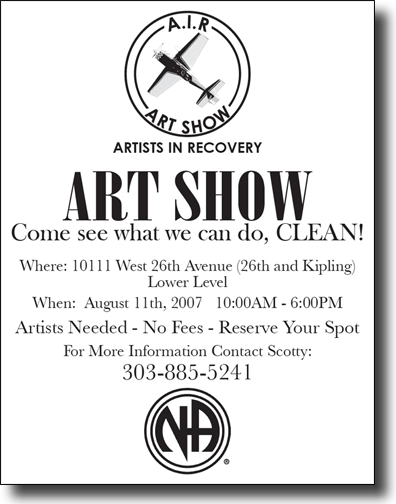 A.I.R
ART SHOW
ARTISTS IN RECOVERY
ART SHOW
Come see what we can do, CLEAN!
Where: 10111 West 26th Avenue (26th and Kipling)
Lower Level
When: August 11th, 2007 10:00AM - 6:00PM
Artists Needed - No Fees - Reserve Your Spot
For More Information Contact Scotty:
303-885-5241
NA
®